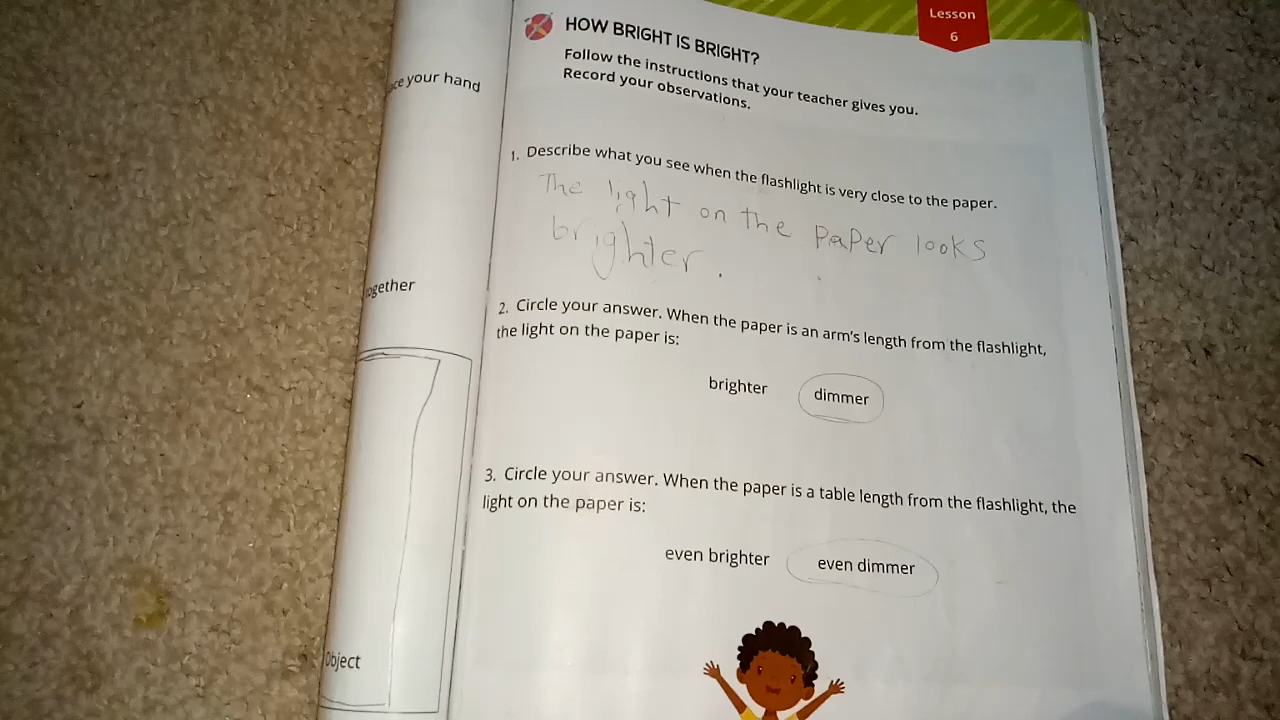 Lesson
6
HOW BRIGHT IS BRIGHT?
Follow the instructions that your teacher gives you.
Record your observations.
1. Describe what you see when the flashlight is very close to the paper.
The light on the paper looks
brighter.
2. Circle your answer. When the paper is an arm's length from the flashlight,
the light on the paper is:
brighter dimmer
3. Circle your answer. When the paper is a table length from the flashlight, the
light on the paper is:
even brighter even dimmer
your hand
Object